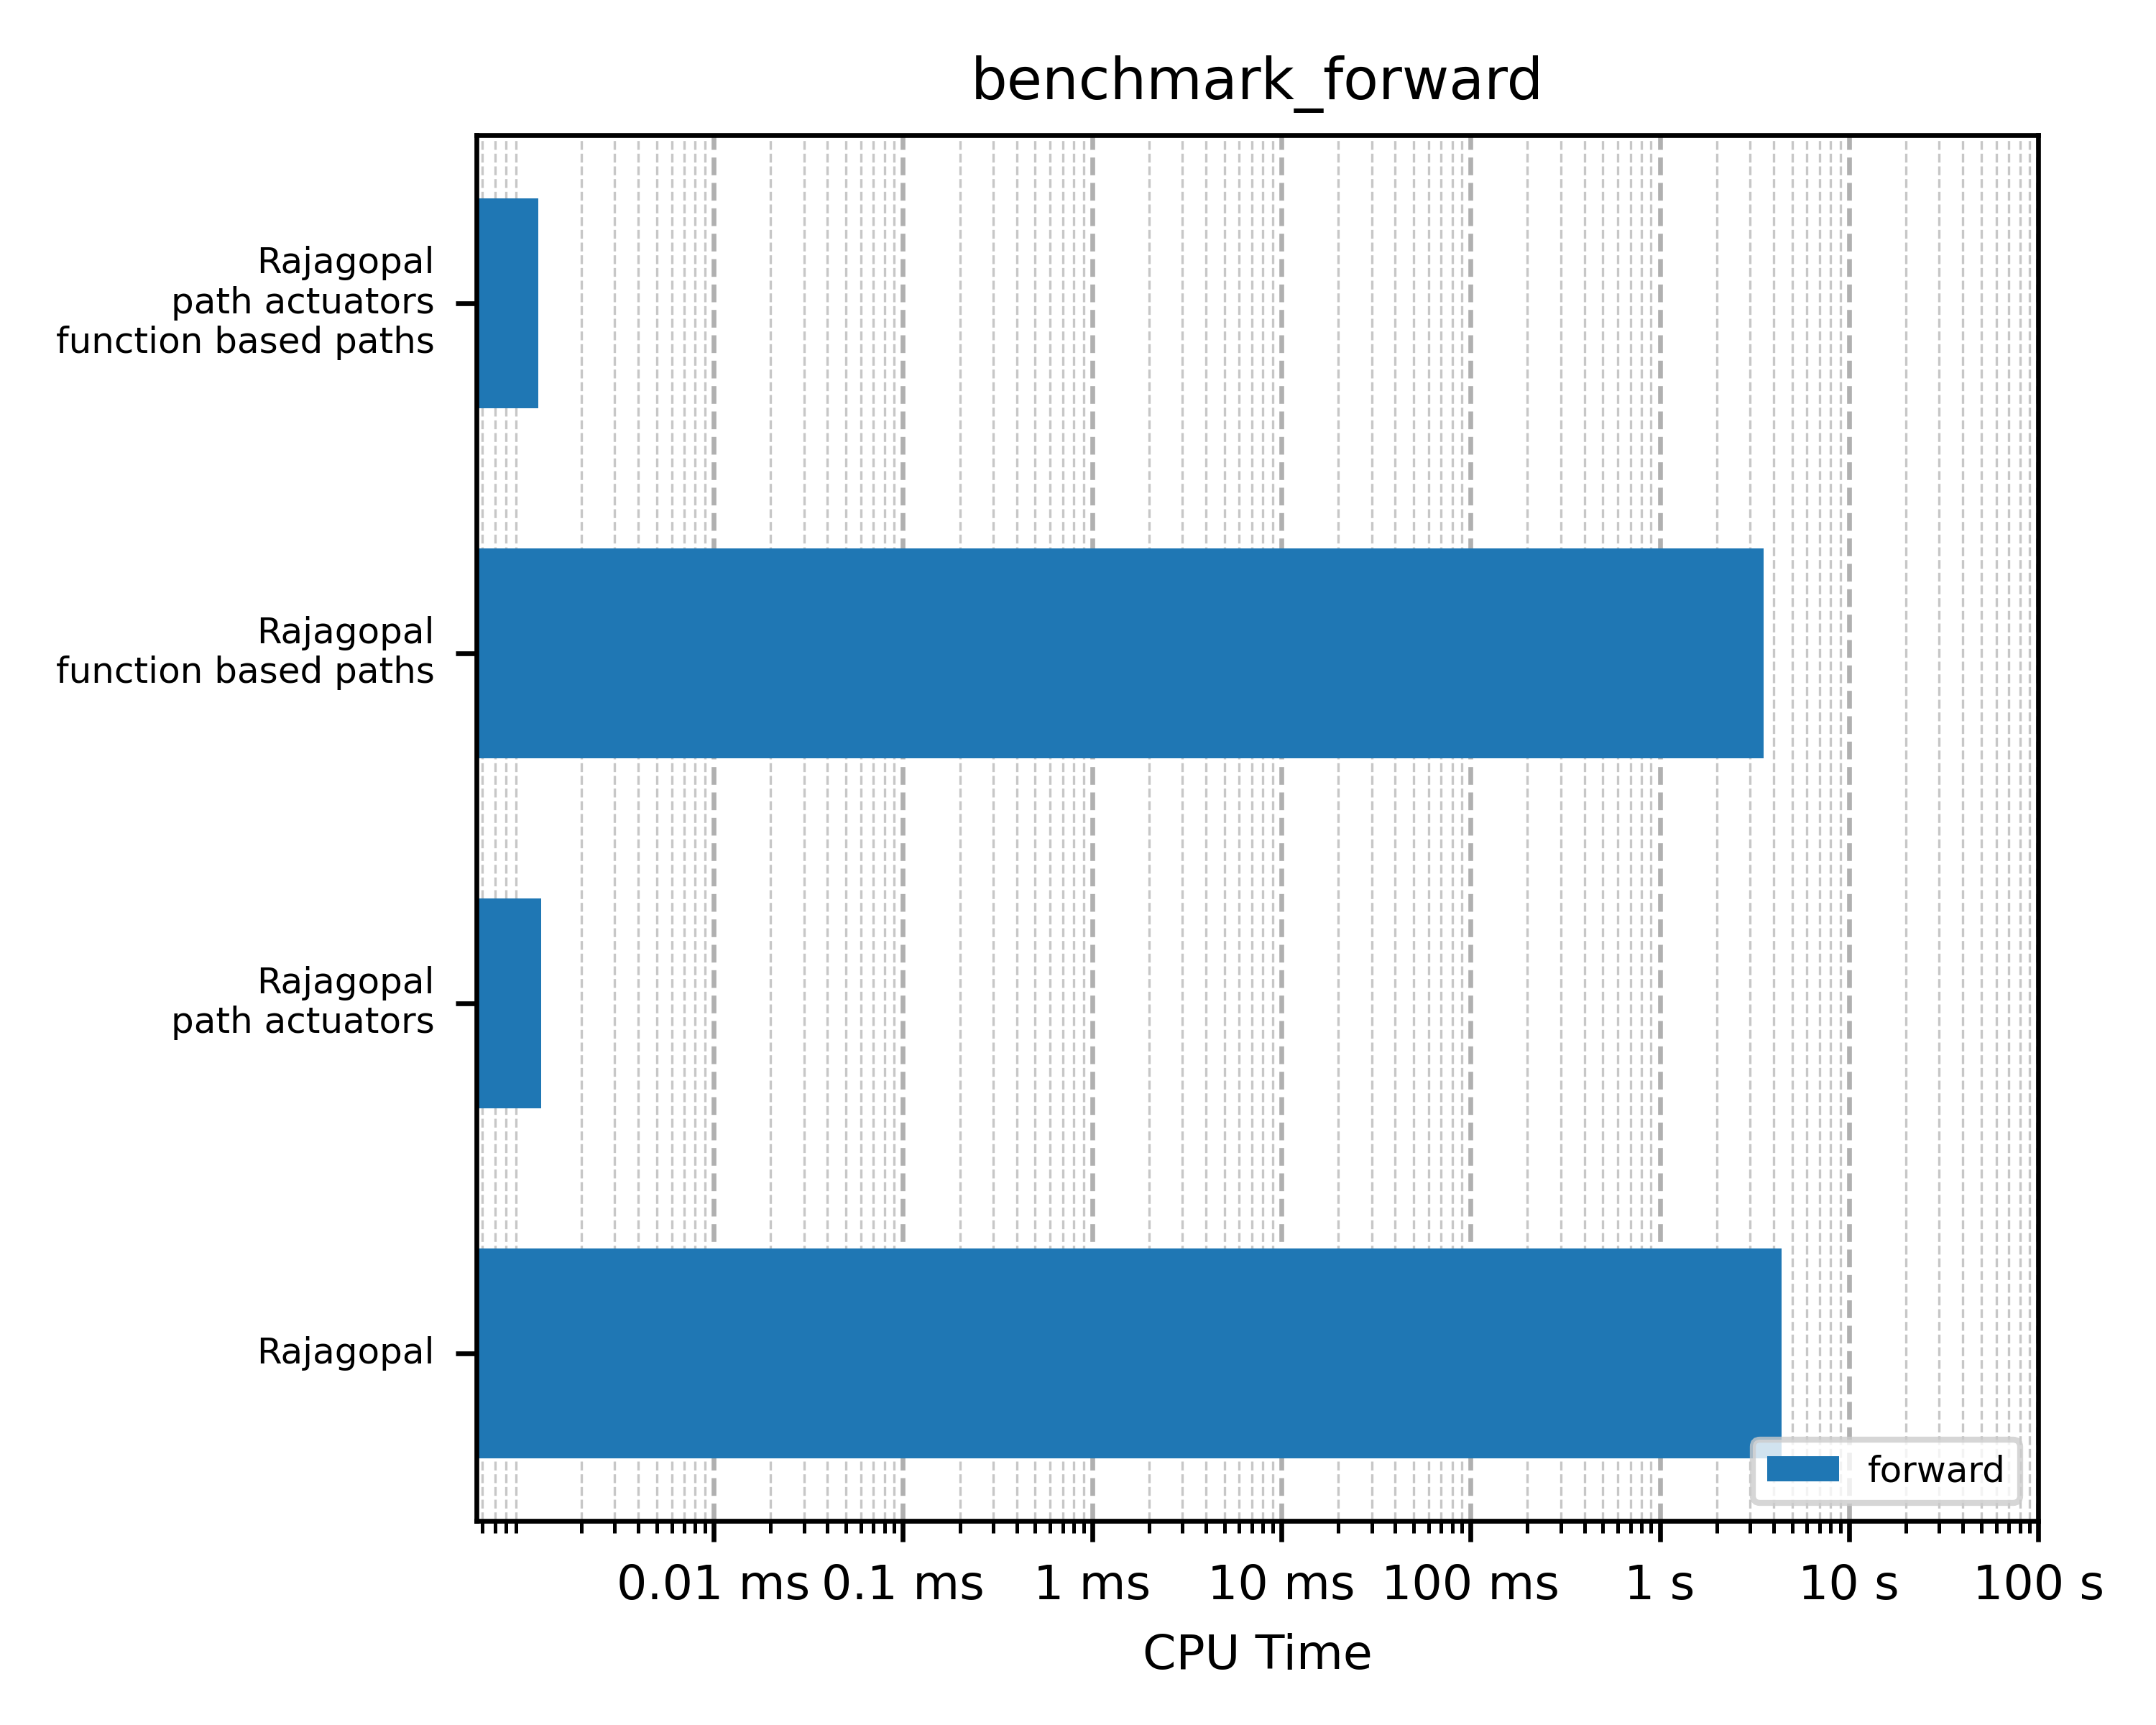 benchmark_forward
Rajagopal
path actuators
function based paths
Rajagopal
function based paths
Rajagopal
path actuators
Rajagopal
forward
0.01 ms
0.1 ms
1 ms
10 ms
100 ms
1 s
10 s
100 s
CPU Time